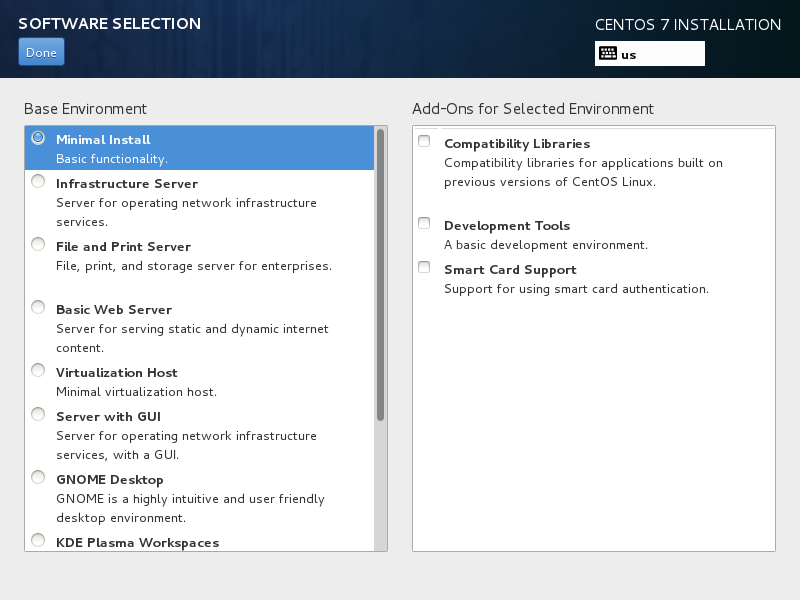 SOFTWARE SELECTION
CENTOS 7 INSTALLATION
Done
us
Base Environment
Minimal Install
Basic functionality.
Infrastructure Server
Server for operating network infrastructure
services.
File and Print Server
File, print, and storage server for enterprises.
Basic Web Server
Server for serving static and dynamic internet
content.
Virtualization Host
Minimal virtualization host.
Server with GUI
Server for operating network infrastructure
services, with a GUI.
GNOME Desktop
GNOME is a highly intuitive and user friendly
desktop environment.
KDE Plasma Workspaces
Add-Ons for Selected Environment
Compatibility Libraries
Compatibility libraries for applications built on
previous versions of CentOS Linux.
Development Tools
A basic development environment.
Smart Card Support
Support for using smart card authentication.